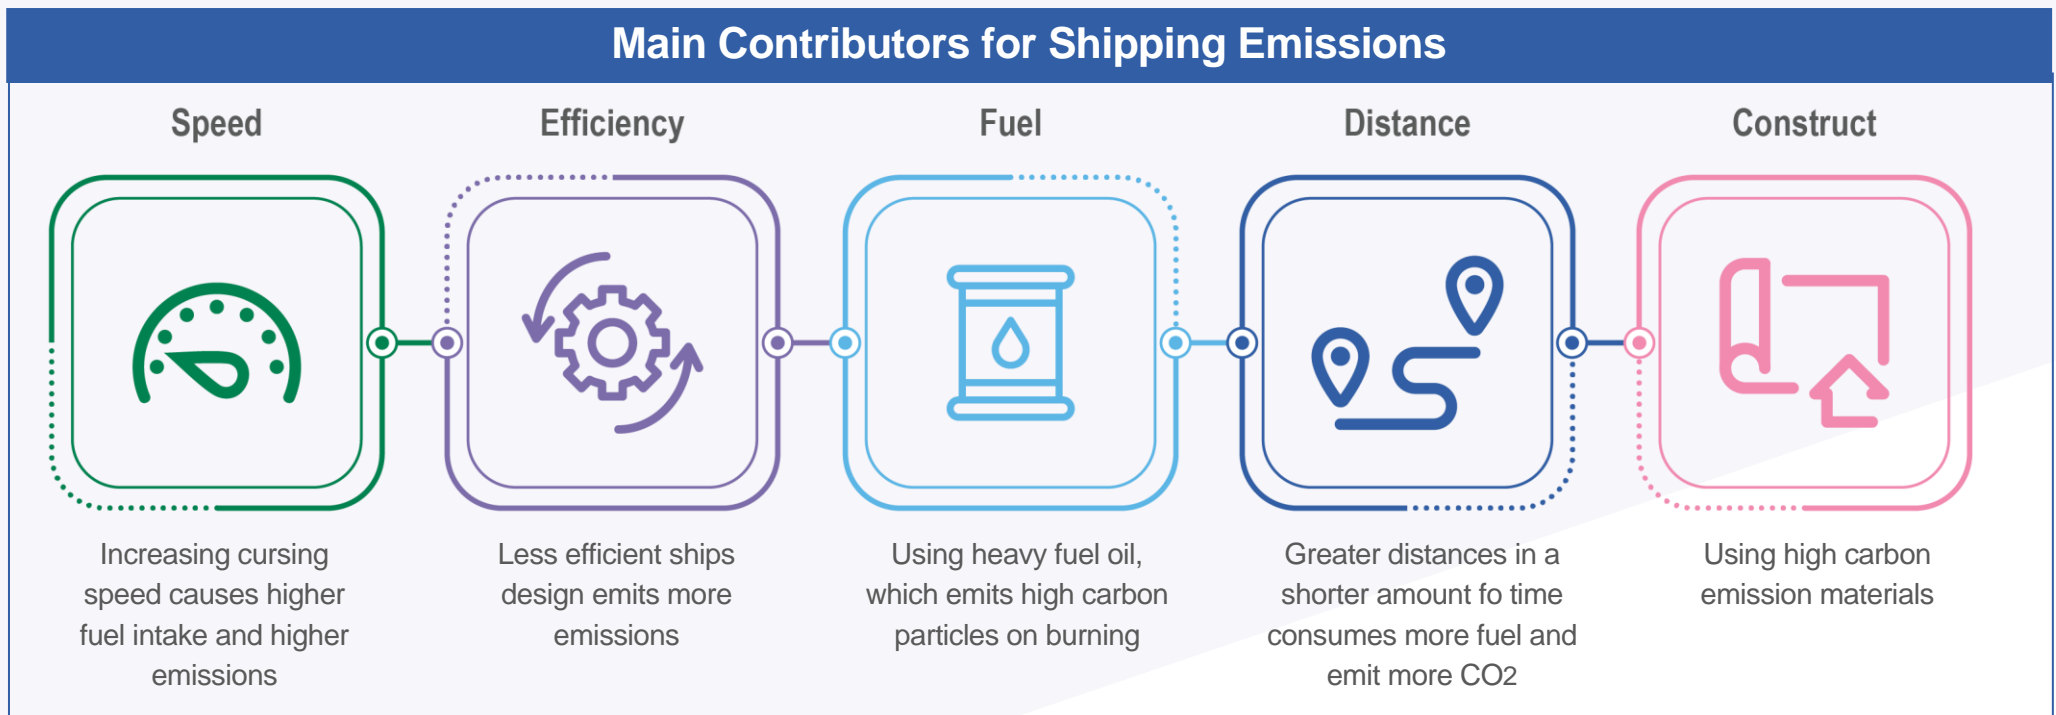 Main Contributors for Shipping Emissions
Speed
Increasing cursing
speed causes higher
fuel intake and higher
emissions
Efficiency
Less efficient ships
design emits more
emissions
Fuel
Using heavy fuel oil,
which emits high carbon
particles on burning
Distance
Greater distances in a
shorter amount fo time
consumes more fuel and
emit more CO2
Construct
Using high carbon
emission materials